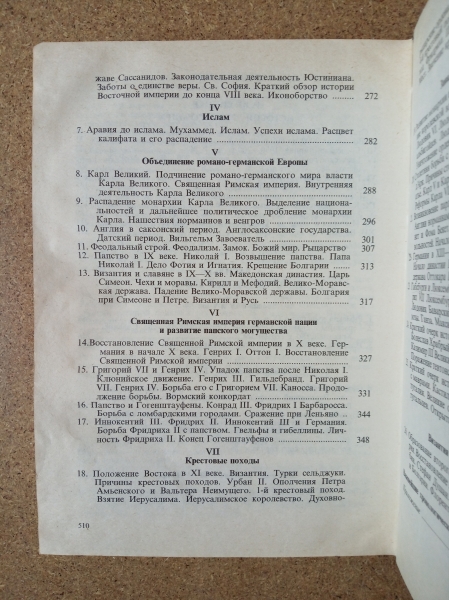 жаве Сассанидов. Законодательная деятельность Юстиниана.
Заботы о единстве веры. Св. София. Краткий обзор истории
Восточной империи до конца VIII века. Иконоборство ........ 272
IV
Ислам
7. Аравия до ислама. Мухаммед. Ислам. Успехи ислама. Расцвет
калифата и его распадение ........ 282
V
Объединение романо-германской Европы
8. Карл Великий. Подчинение романо-германского мира власти
Карла Великого. Священная Римская империя. Внутренняя
деятельность Карла Великого ........ 288
9. Распадение монархии Карла Великого. Выделение национа-
льностей и дальнейшее политическое дробление монархии
Карла. Нашествия норманнов и венгров ........ 296
10. Англия в саксонский период. Англосаксонские государства.
Датский период. Вильгельм Завоеватель ........ 301
11. Феодальный строй. Феодализм. Замок. Божий мир. Рыцарство 307
12. Папство в IX веке. Николай I. Возвышение папства. Папа
Николай I. Дело Фотия и Игнатия. Крещение Болгарии ........ 313
13. Византия и славяне в IX—X вв. Македонская династия. Царь
Симеон. Чехи и моравы. Кирилл и Мефодий. Велико-Моравс-
кая держава. Падение Велико-Моравской державы. Болгария
при Симеоне и Петре. Византия и Русь ........ 317
VI
Священная Римская империя германской нации
и развитие папского могущества
14.Восстановление Священной Римской империи в X веке. Гер-
мания в начале X века. Генрих I. Оттон I. Восстановление
Священной Римской империи ........ 327
15. Григорий VII и Генрих IV. Упадок папства после Николая I.
Клюнийское движение. Генрих III. Гильдебранд. Григорий
VII. Генрих IV. Борьба его с Григорием VII. Каносса. Продо-
лжение борьбы. Вормский конкордат ........ 331
16. Папство и Гогенштауфены. Конрад III. Фридрих I Барбаросса.
Борьба с ломбардскими городами. Сражение при Леньяно .. 344
17. Иннокентий III. Фридрих II. Иннокентий III и Германия.
Борьба Фридриха II с папством. Гвельфы и гибеллины. Лич-
ность Фридриха II. Конец Гогенштауфенов ........ 348
VII
Крестовые походы
18. Положение Востока в XI веке. Византия. Турки сельджуки.
Причины крестовых походов. Урбан II. Ополчения Петра
Амьенского и Вальтера Неимущего. 1-й крестовый поход.
Взятие Иерусалима. Иерусалимское королевство. Духовно-
510